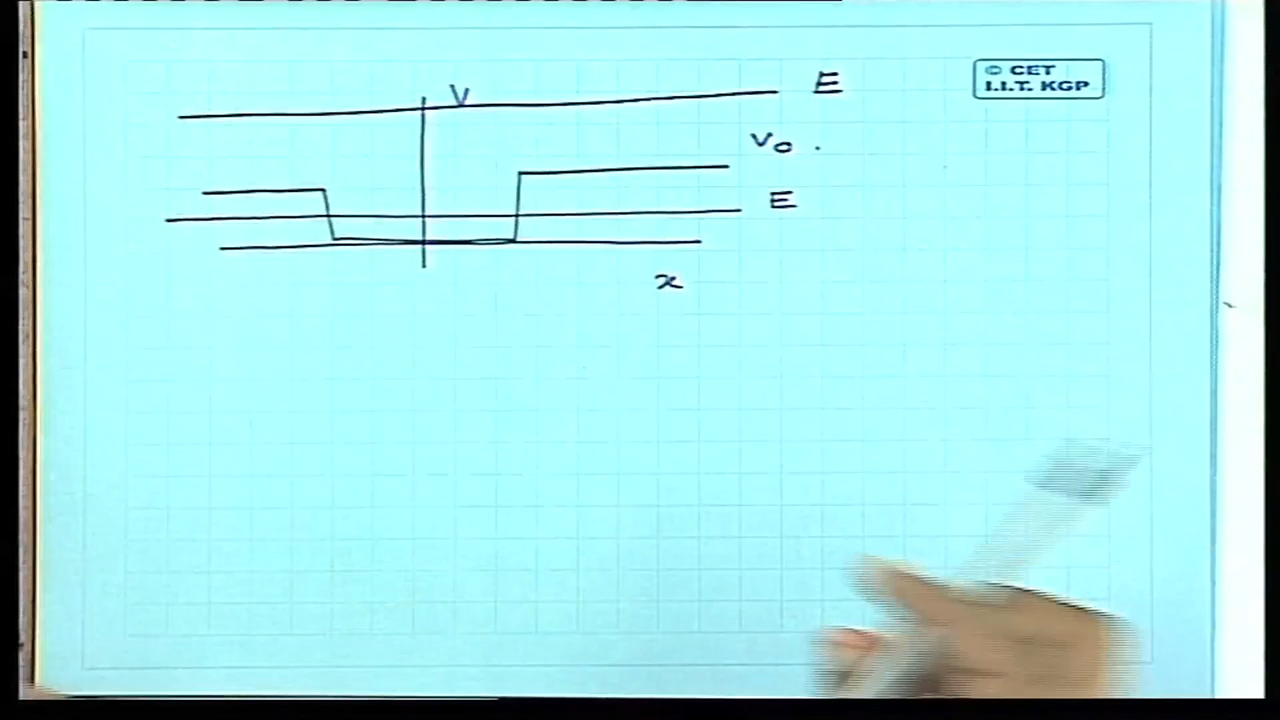 V
E
© CET
I.I.T. KGP
V₀ .
E
x